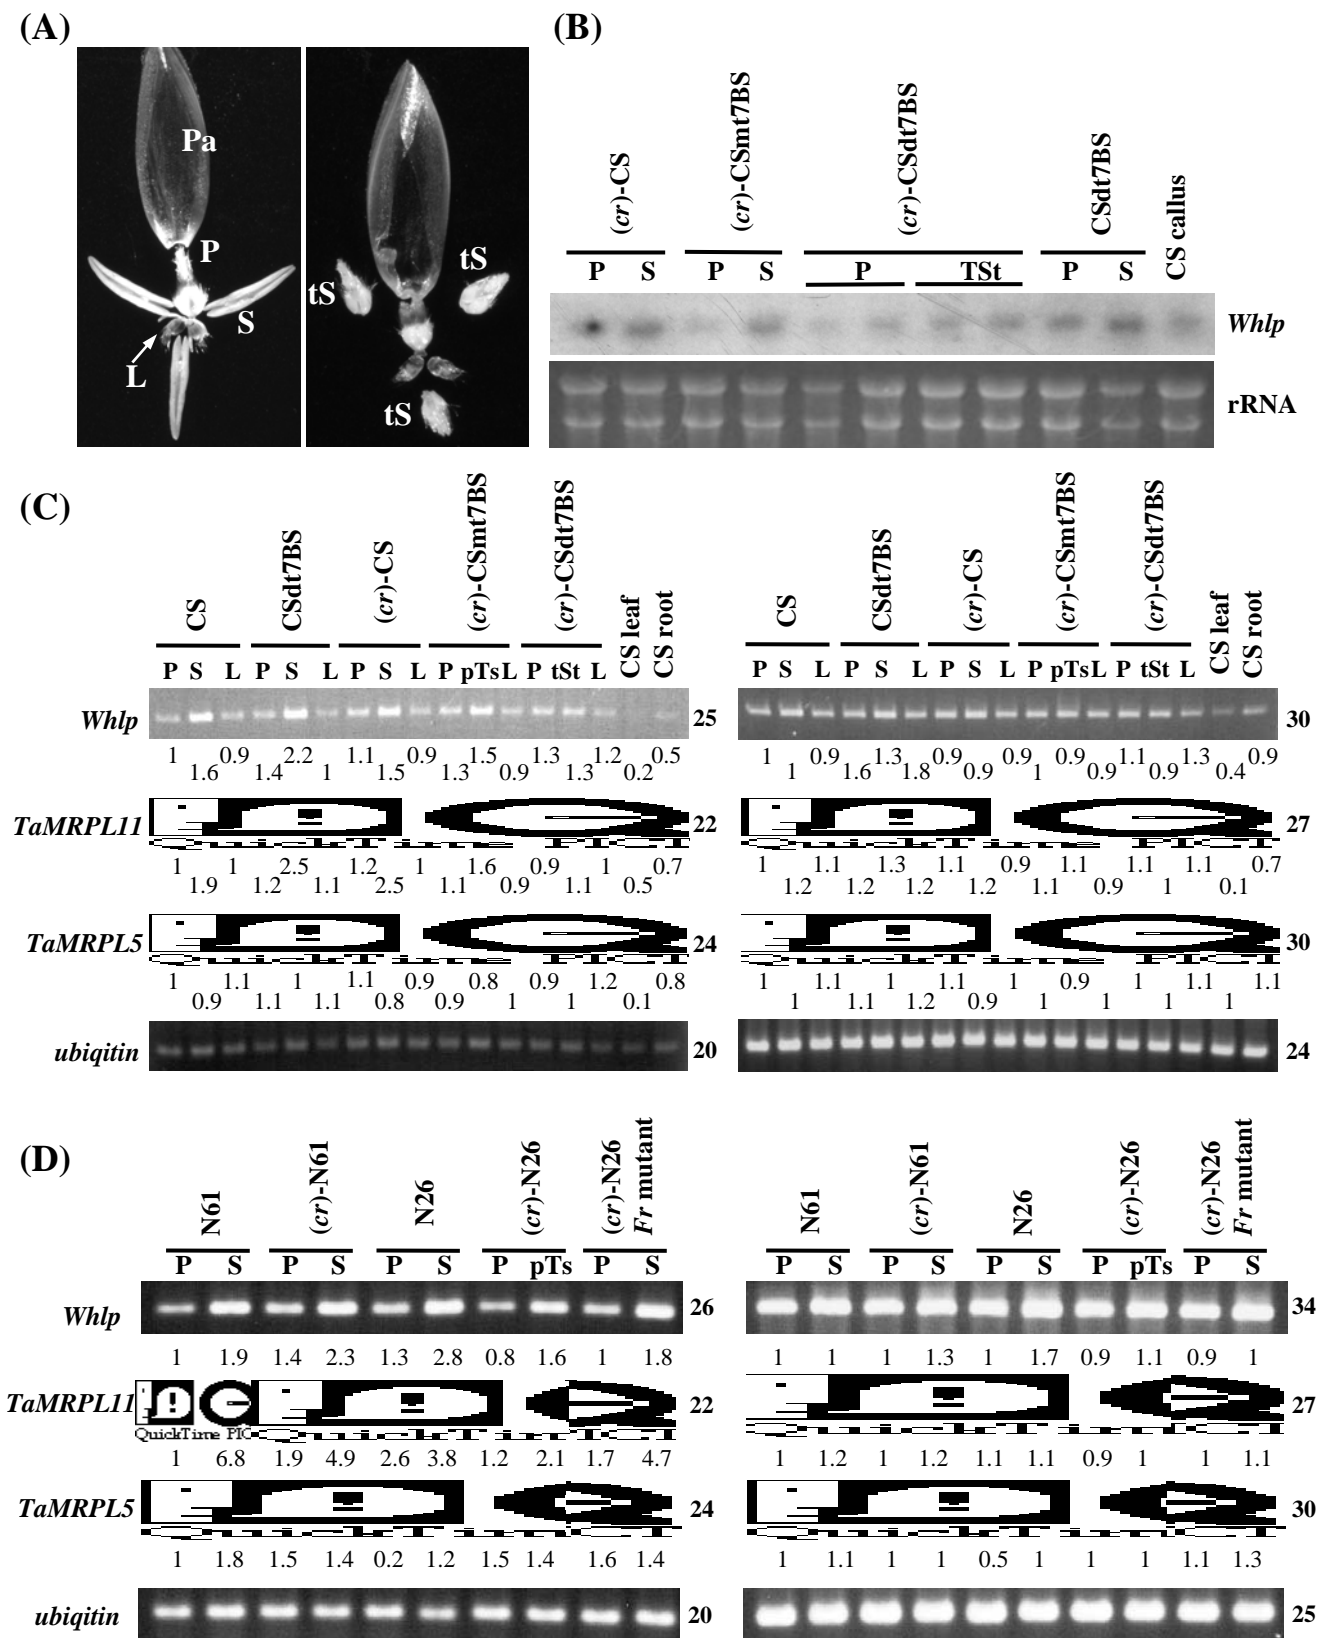 (A)
Pa
P
S
L
tS
tS
tS
(B)
(cr)-CS
(cr)-CSmt7BS
(cr)-CSdt7BS
CSdt7BS
CS callus
P S P S P TSt P S
Whlp
rRNA
(C)
CS
CSdt7BS
(cr)-CS
(cr)-CSmt7BS
(cr)-CSdt7BS
CS leaf
CS root
P S L P S L P S L P pTs L P tSt L
Whlp
25
1 1.6 0.9 1.4 2.2 1 1.1 1.5 0.9 1.3 1.5 0.9 1.3 1.3 1.2 0.2 0.5
TaMRPL11
22
1 1.9 1 1.2 2.5 1.1 1.2 2.5 1 1.1 1.6 0.9 0.9 1.1 1 0.5 0.7
TaMRPL5
24
1 0.9 1.1 1.1 1 1.1 1.1 0.8 0.9 0.9 0.8 1 0.9 1 1.2 0.1 0.8
ubiqitin
20
CS
CSdt7BS
(cr)-CS
(cr)-CSmt7BS
(cr)-CSdt7BS
CS leaf
CS root
P S L P S L P S L P pTs L P tSt L
30
1 1 0.9 1.6 1.3 1.8 0.9 0.9 0.9 1 0.9 0.9 1.1 0.9 1.3 0.4 0.9
27
1 1.2 1.1 1.2 1.3 1.2 1.1 1.2 0.9 1.1 1.1 0.9 1.1 1 1.1 0.1 0.7
30
1 1 1.1 1.1 1 1.2 1.1 0.9 1 1 0.9 1 1 1 1.1 1 1.1
24
(D)
N61
(cr)-N61
N26
(cr)-N26
(cr)-N26
Fr mutant
P S P S P S P pTs P S
Whlp
26
1 1.9 1.4 2.3 1.3 2.8 0.8 1.6 1 1.8
TaMRPL11
QuickTime PIC
22
1 6.8 1.9 4.9 2.6 3.8 1.2 2.1 1.7 4.7
TaMRPL5
24
1 1.8 1.5 1.4 0.2 1.2 1.5 1.4 1.6 1.4
ubiqitin
20
N61
(cr)-N61
N26
(cr)-N26
(cr)-N26
Fr mutant
P S P S P S P pTs P S
34
1 1 1 1.3 1 1.7 0.9 1.1 0.9 1
27
1 1.2 1 1.2 1.1 1.1 0.9 1 1 1.1
30
1 1.1 1 1 0.5 1 1 1 1.1 1.3
25